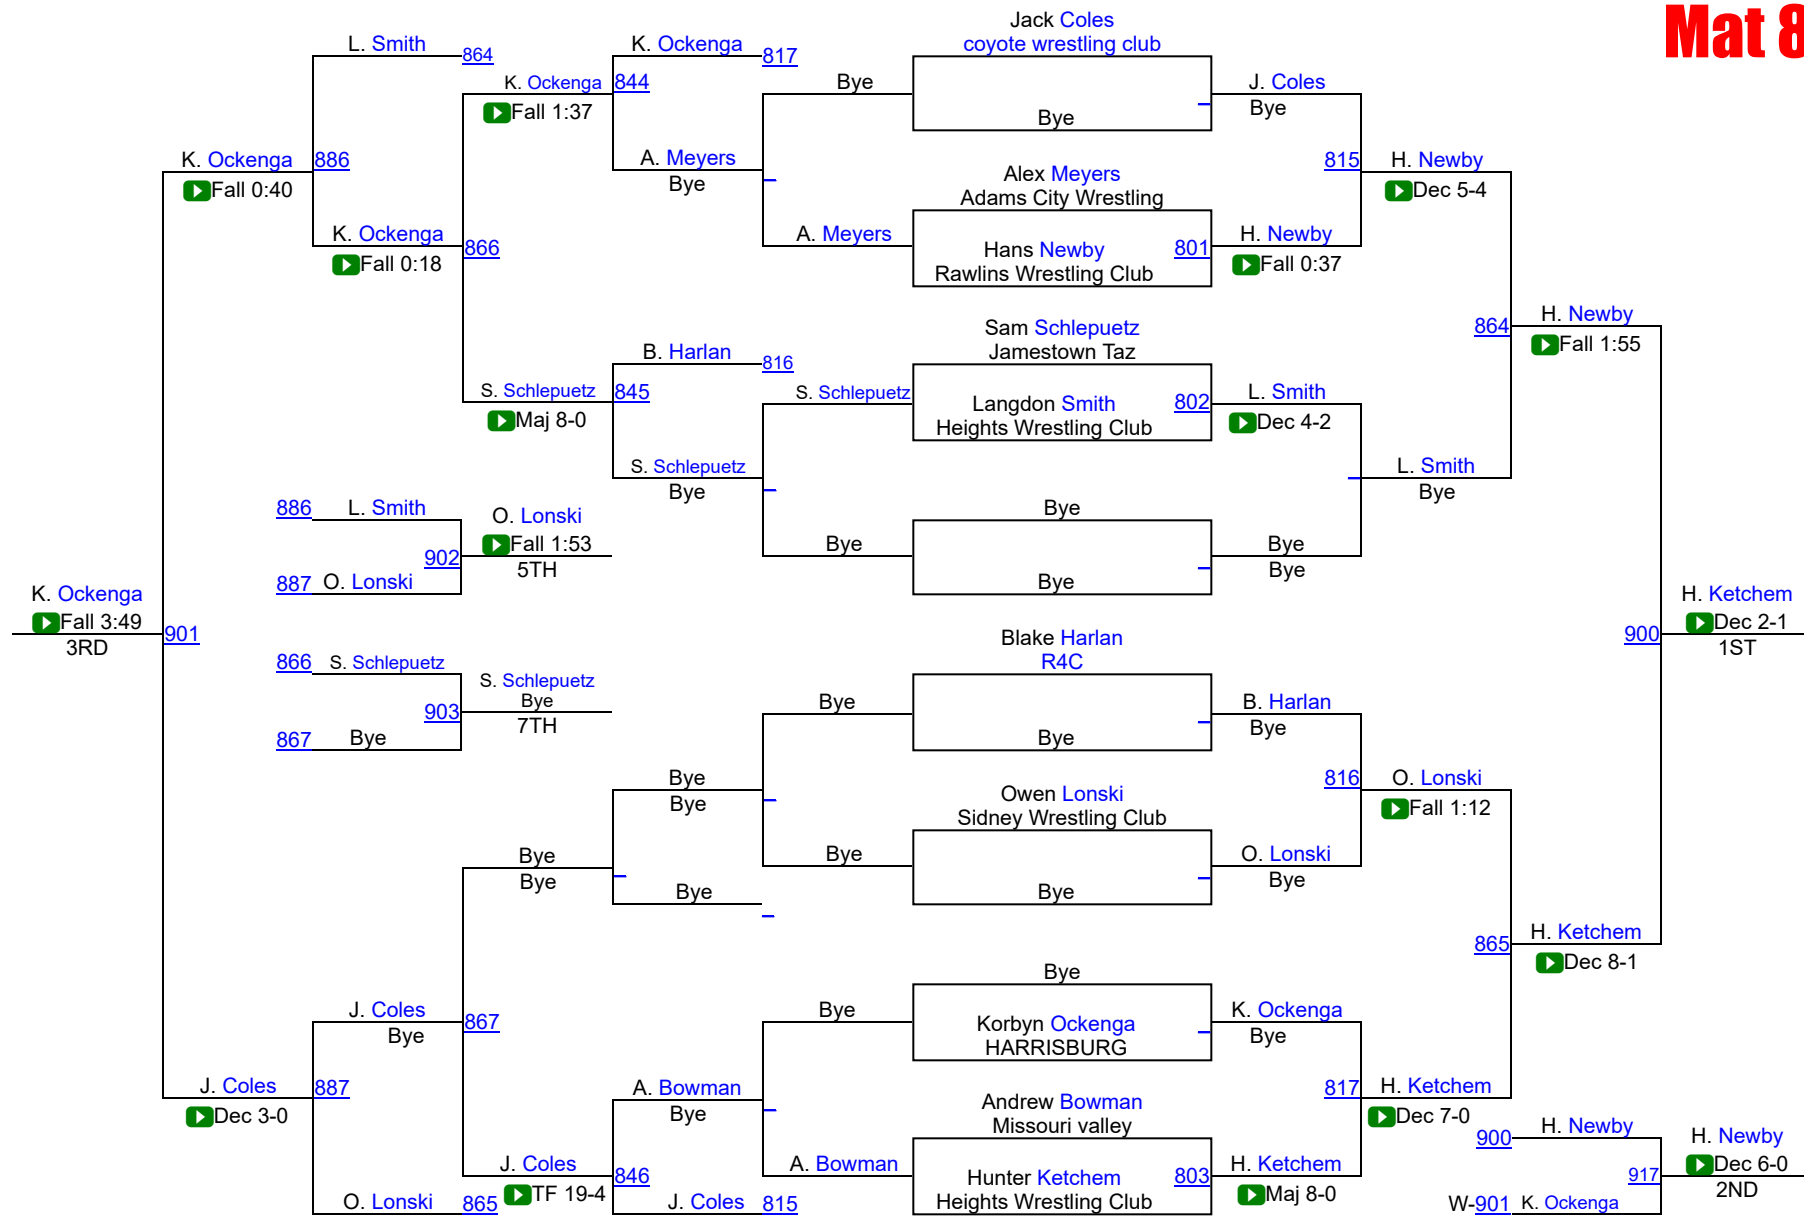 Mat 8
Jack Coles
coyote wrestling club
L. Smith
864
K. Ockenga
817
K. Ockenga
844
Fall 1:37
Bye
Bye
J. Coles
Bye
K. Ockenga
886
Fall 0:40
A. Meyers
Bye
Alex Meyers
Adams City Wrestling
815
H. Newby
Dec 5-4
K. Ockenga
866
Fall 0:18
A. Meyers
Hans Newby
Rawlins Wrestling Club
801
H. Newby
Fall 0:37
H. Newby
864
Fall 1:55
Sam Schlepuetz
Jamestown Taz
B. Harlan
816
S. Schlepuetz
845
Maj 8-0
S. Schlepuetz
Langdon Smith
Heights Wrestling Club
802
L. Smith
Dec 4-2
S. Schlepuetz
Bye
L. Smith
Bye
886
L. Smith
O. Lonski
Fall 1:53
902
5TH
887
O. Lonski
Bye
Bye
Bye
Bye
Bye
K. Ockenga
Fall 3:49
901
3RD
H. Ketchem
Dec 2-1
900
1ST
Blake Harlan
R4C
866
S. Schlepuetz
S. Schlepuetz
Bye
903
7TH
867
Bye
Bye
Bye
B. Harlan
Bye
Bye
Bye
816
O. Lonski
Fall 1:12
Owen Lonski
Sidney Wrestling Club
Bye
Bye
Bye
Bye
Bye
O. Lonski
Bye
865
H. Ketchem
Dec 8-1
Bye
J. Coles
Bye
867
Bye
Korbyn Ockenga
HARRISBURG
K. Ockenga
Bye
J. Coles
887
Dec 3-0
A. Bowman
Bye
Andrew Bowman
Missouri valley
817
H. Ketchem
Dec 7-0
J. Coles
846
TF 19-4
A. Bowman
Hunter Ketchem
Heights Wrestling Club
803
H. Ketchem
Maj 8-0
O. Lonski
865
J. Coles
815
900
H. Newby
H. Newby
Dec 6-0
917
2ND
W-901
K. Ockenga